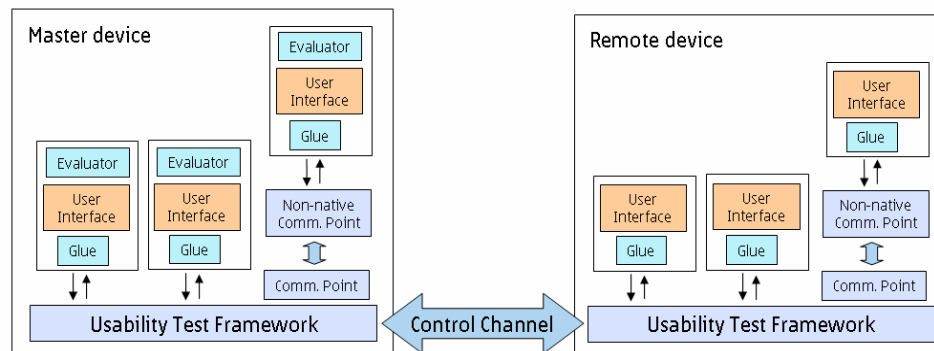 Master device
Evaluator
User
Interface
Glue
Evaluator
User
Interface
Glue
Evaluator
User
Interface
Glue
Non-native
Comm. Point
Comm. Point
Usability Test Framework
Control Channel
Remote device
User
Interface
Glue
User
Interface
Glue
User
Interface
Glue
Non-native
Comm. Point
Comm. Point
Usability Test Framework